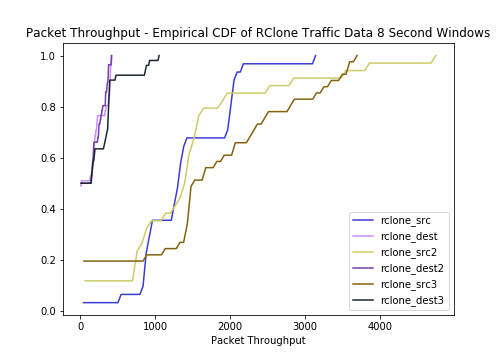 Packet Throughput - Empirical CDF of RClone Traffic Data 8 Second Windows
1.0
0.8
0.6
0.4
0.2
0.0
0
1000
2000
3000
4000
Packet Throughput
rclone_src
rclone_dest
rclone_src2
rclone_dest2
rclone_src3
rclone_dest3